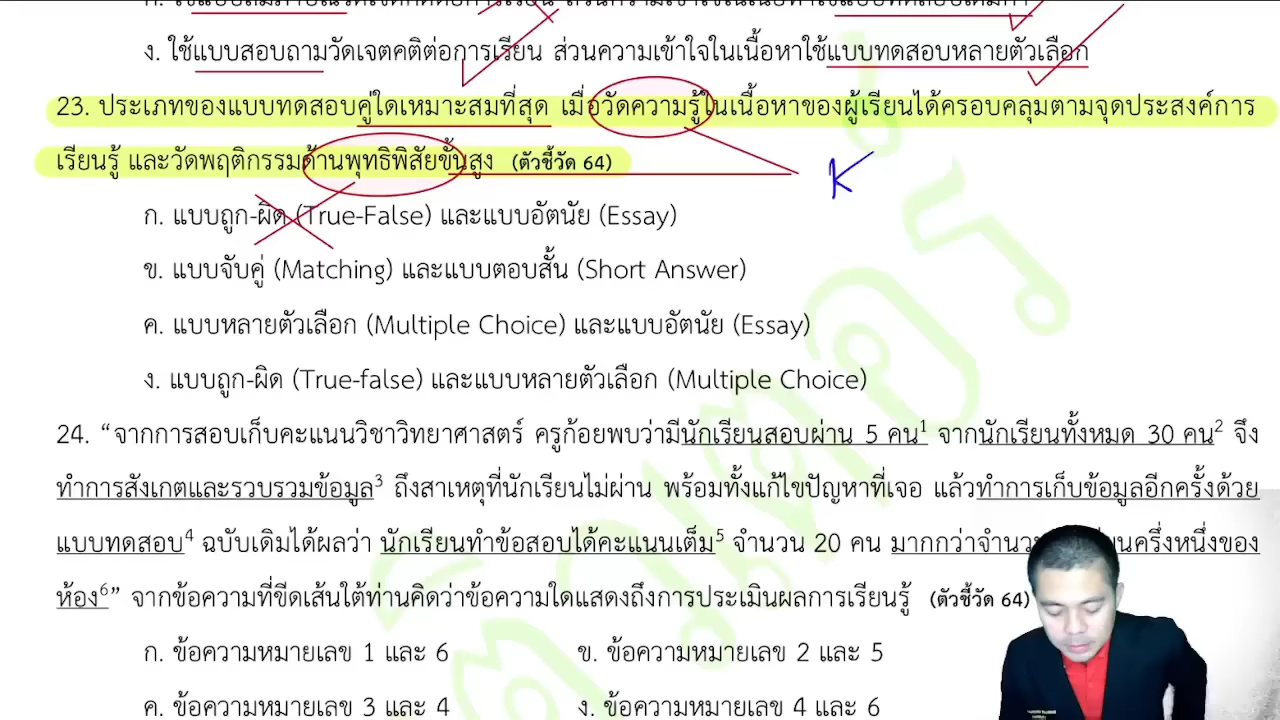 ง. ใช้แบบสอบถามวัดเจตคติต่อการเรียน ส่วนความเข้าใจในเนื้อหาใช้แบบทดสอบหลายตัวเลือก
23. ประเภทของแบบทดสอบคู่ใดเหมาะสมที่สุด เมื่อวัดความรู้ในเนื้อหาของผู้เรียนได้ครอบคลุมตามจุดประสงค์การ
เรียนรู้ และวัดพฤติกรรมด้านพุทธิพิสัยขั้นสูง (ตัวชี้วัด 64)
K
ก. แบบถูก-ผิด (True-False) และแบบอัตนัย (Essay)
ข. แบบจับคู่ (Matching) และแบบตอบสั้น (Short Answer)
ค. แบบหลายตัวเลือก (Multiple Choice) และแบบอัตนัย (Essay)
ง. แบบถูก-ผิด (True-false) และแบบหลายตัวเลือก (Multiple Choice)
24. “จากการสอบเก็บคะแนนวิชาวิทยาศาสตร์ ครูก้อยพบว่ามีนักเรียนสอบผ่าน 5 คน¹ จากนักเรียนทั้งหมด 30 คน² จึง
ทำการสังเกตและรวบรวมข้อมูล³ ถึงสาเหตุที่นักเรียนไม่ผ่าน พร้อมทั้งแก้ไขปัญหาที่เจอ แล้วทำการเก็บข้อมูลอีกครั้งด้วย
แบบทดสอบ⁴ ฉบับเดิมได้ผลว่า นักเรียนทำข้อสอบได้คะแนนเต็ม⁵ จำนวน 20 คน มากกว่า ครึ่งหนึ่งของ
ห้อง⁶” จากข้อความที่ขีดเส้นใต้ท่านคิดว่าข้อความใดแสดงถึงการประเมินผลการเรียนรู้ (ตัวชี้วัด 64)
ก. ข้อความหมายเลข 1 และ 6 ข. ข้อความหมายเลข 2 และ 5
ค. ข้อความหมายเลข 3 และ 4 ง. ข้อความหมายเลข 4 และ 6